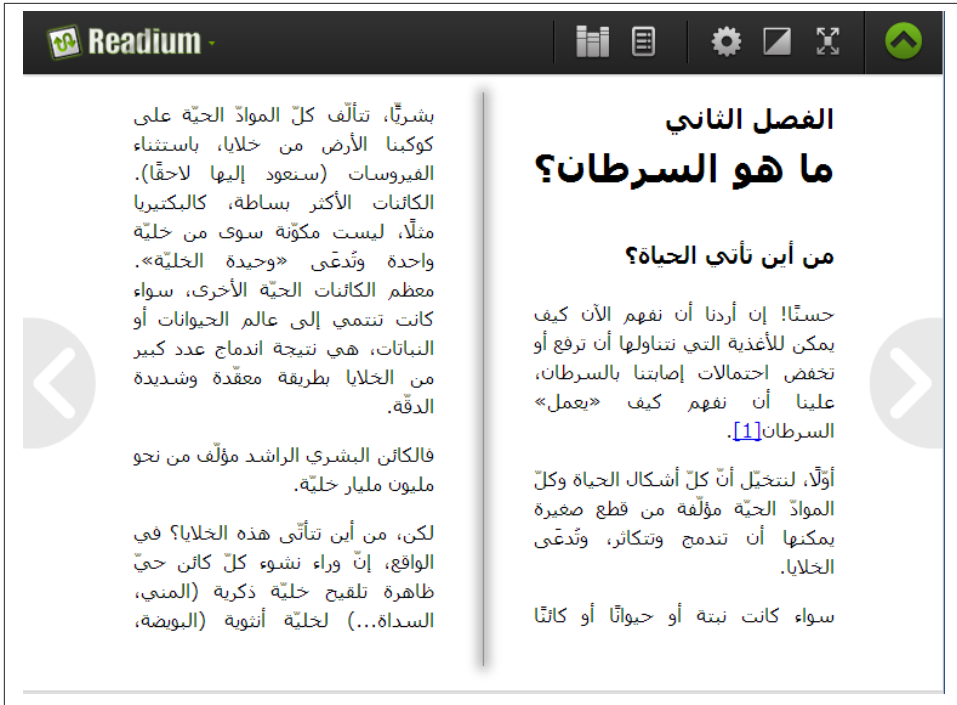 Readium
الفصل الثاني
ما هو السرطان؟
من أين تأتي الحياة؟
حسنًا! إن أردنا أن نفهم الآن كيف
يمكن للأغذية التي نتناولها أن ترفع أو
تخفض احتمالات إصابتنا بالسرطان،
علينا أن نفهم كيف «يعمل»
السرطان[1].
أوّلًا، لنتخيّل أنّ كلّ أشكال الحياة وكلّ
الموادّ الحيّة مؤلّفة من قطع صغيرة
يمكنها أن تندمج وتتكاثر، وتُدعَى
الخلايا.
سواء كانت نبتة أو حيوانًا أو كائنًا
بشريًّا، تتألّف كلّ الموادّ الحيّة على
كوكبنا الأرض من خلايا، باستثناء
الفيروسات (سنعود إليها لاحقًا).
الكائنات الأكثر بساطة، كالبكتيريا
مثلًا، ليست مكوّنة سوى من خليّة
واحدة وتُدعَى «وحيدة الخليّة».
معظم الكائنات الحيّة الأخرى، سواء
كانت تنتمي إلى عالم الحيوانات أو
النباتات، هي نتيجة اندماج عدد كبير
من الخلايا بطريقة معقّدة وشديدة
الدقّة.
فالكائن البشري الراشد مؤلّف من نحو
مليون مليار خليّة.
لكن، من أين تتأتّى هذه الخلايا؟ في
الواقع، إنّ وراء نشوء كلّ كائن حيّ
ظاهرة تلقيح خليّة ذكرية (المني،
السداة...) لخليّة أنثوية (البويضة،